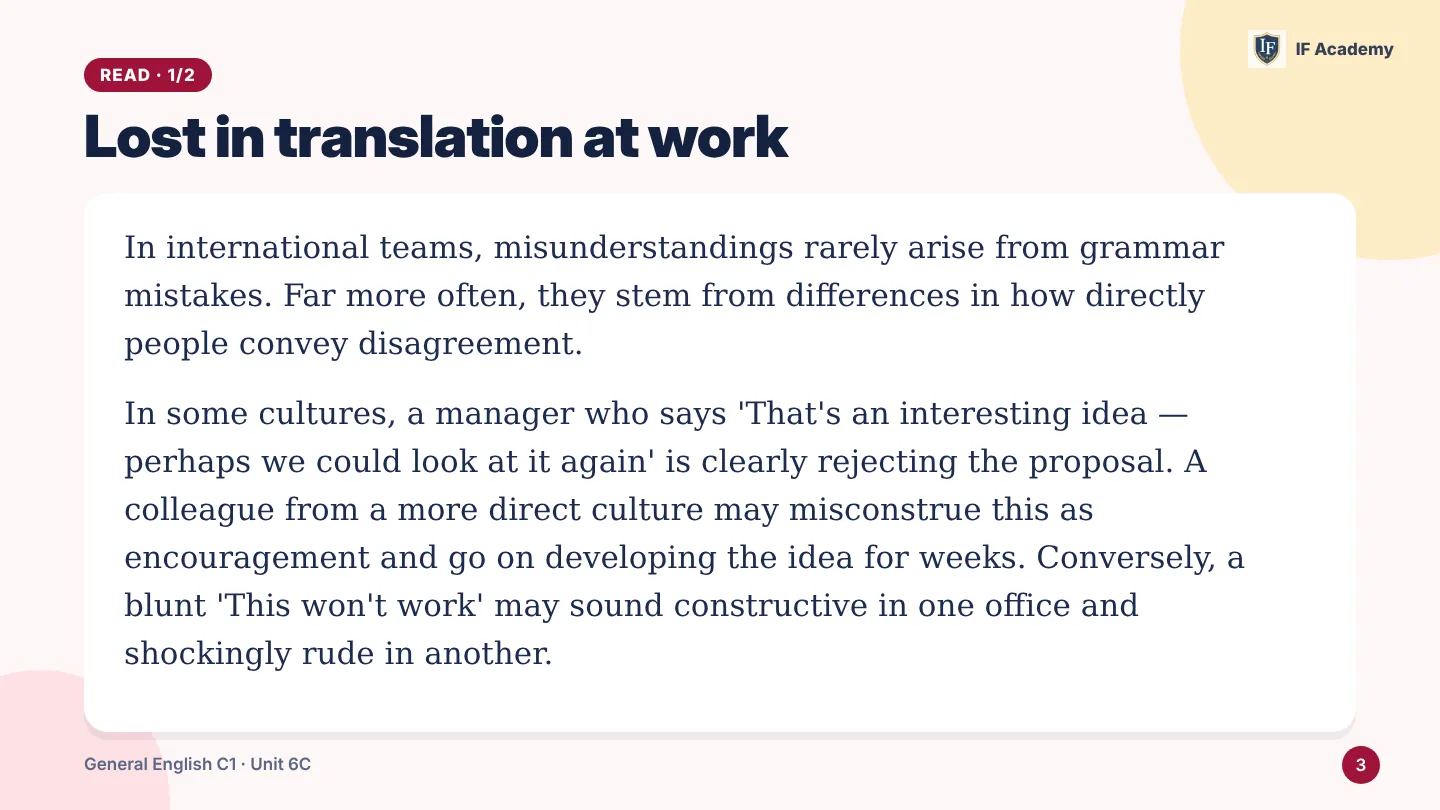 IF
IF Academy
READ · 1/2
Lost in translation at work
In international teams, misunderstandings rarely arise from grammar
mistakes. Far more often, they stem from differences in how directly
people convey disagreement.
In some cultures, a manager who says 'That's an interesting idea —
perhaps we could look at it again' is clearly rejecting the proposal. A
colleague from a more direct culture may misconstrue this as
encouragement and go on developing the idea for weeks. Conversely, a
blunt 'This won't work' may sound constructive in one office and
shockingly rude in another.
General English C1 · Unit 6C
3